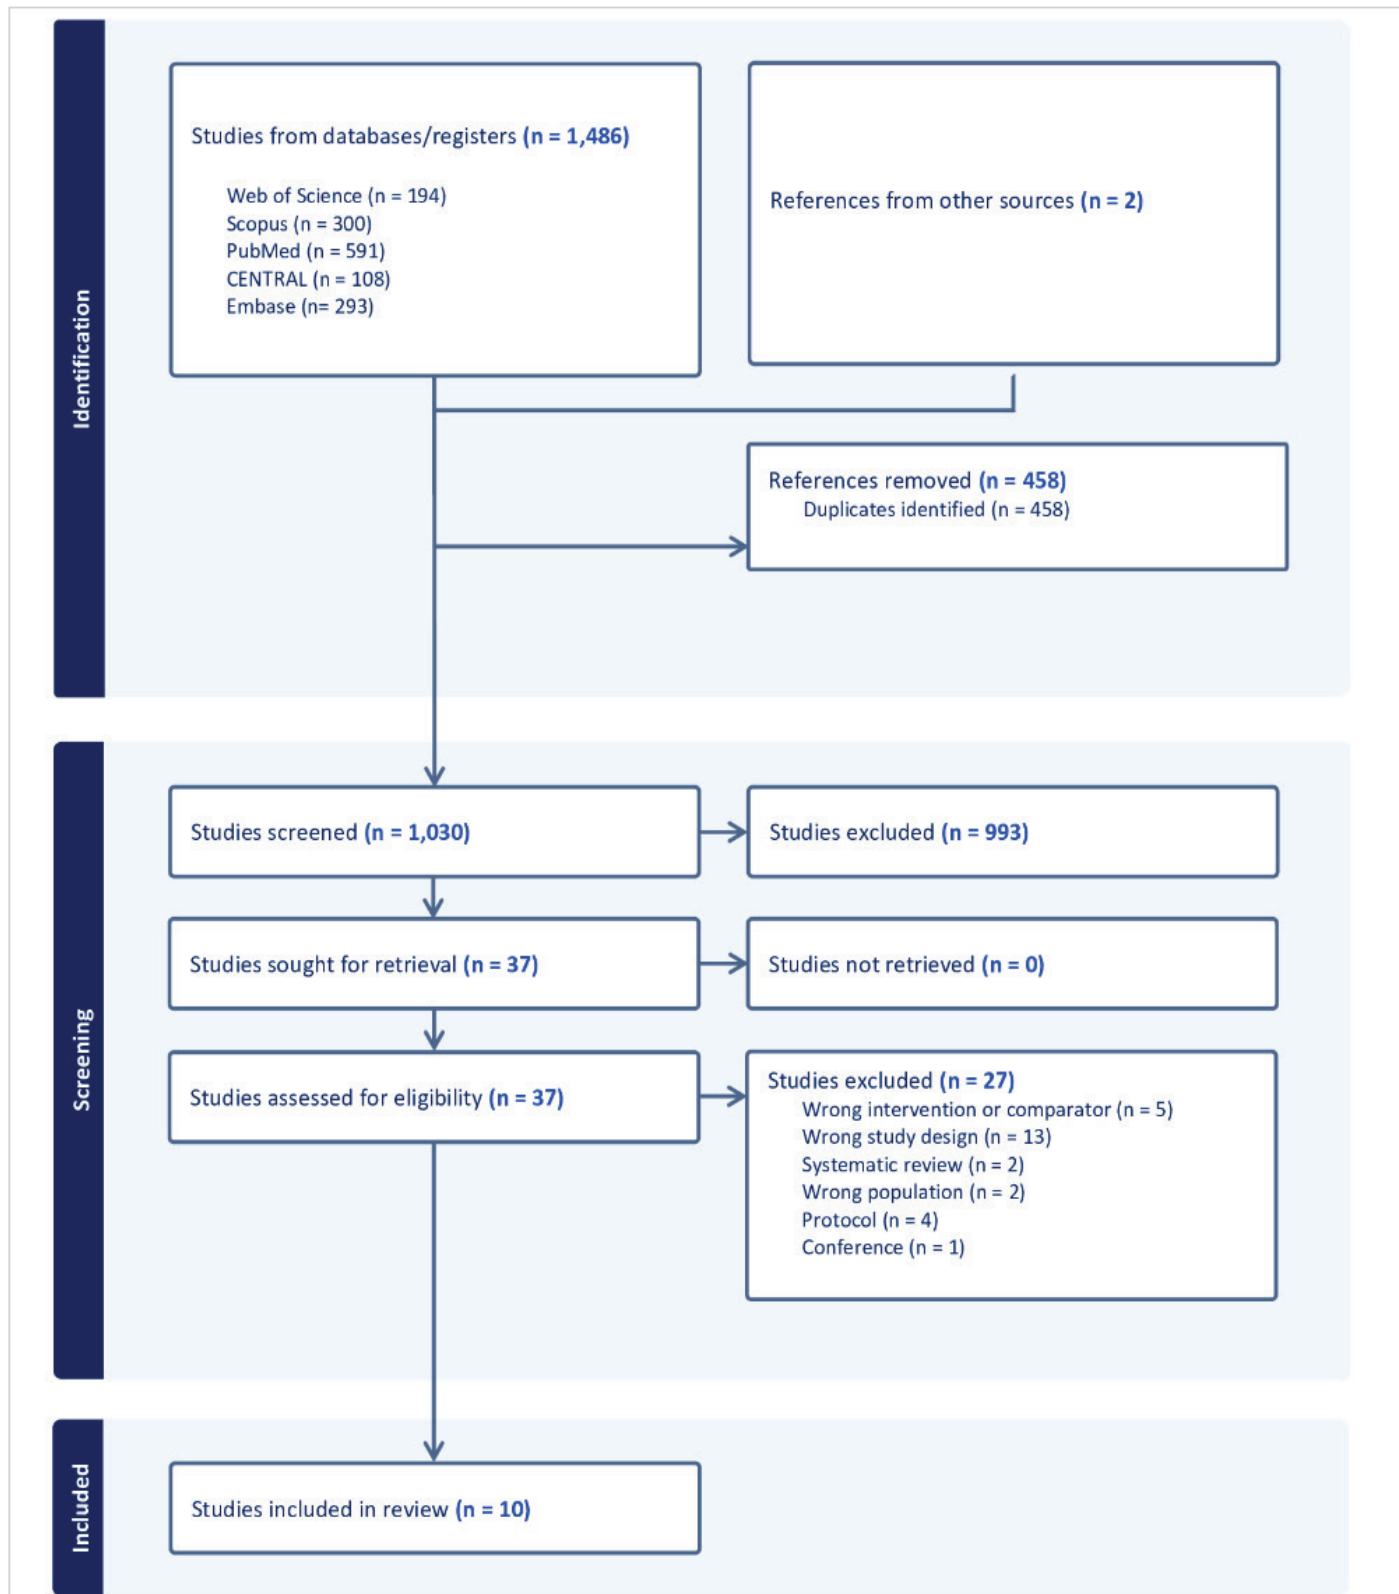 Identification
Studies from databases/registers (n = 1,486)
Web of Science (n = 194)
Scopus (n = 300)
PubMed (n = 591)
CENTRAL (n = 108)
Embase (n= 293)
References from other sources (n = 2)
References removed (n = 458)
Duplicates identified (n = 458)
Screening
Studies screened (n = 1,030)
Studies excluded (n = 993)
Studies sought for retrieval (n = 37)
Studies not retrieved (n = 0)
Studies assessed for eligibility (n = 37)
Studies excluded (n = 27)
Wrong intervention or comparator (n = 5)
Wrong study design (n = 13)
Systematic review (n = 2)
Wrong population (n = 2)
Protocol (n = 4)
Conference (n = 1)
Included
Studies included in review (n = 10)